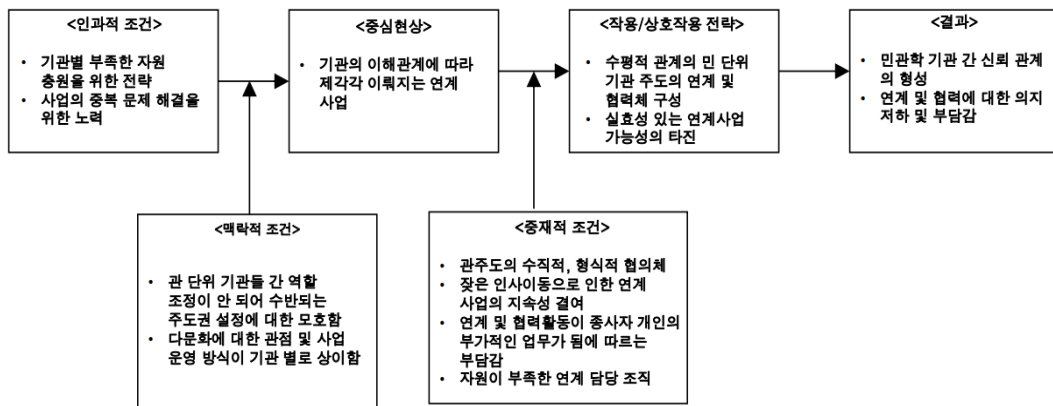 <인과적 조건>
• 기관별 부족한 자원
충원을 위한 전략
• 사업의 중복 문제 해결을
위한 노력
<중심현상>
• 기관의 이해관계에 따라
제각각 이뤄지는 연계
사업
<작용/상호작용 전략>
• 수평적 관계의 민 단위
기관 주도의 연계 및
협력체 구성
• 실효성 있는 연계사업
가능성의 타진
<결과>
• 민관학 기관 간 신뢰 관계
의 형성
• 연계 및 협력에 대한 의지
저하 및 부담감
<맥락적 조건>
• 관 단위 기관들 간 역할
조정이 안 되어 수반되는
주도권 설정에 대한 모호함
• 다문화에 대한 관점 및 사업
운영 방식이 기관 별로 상이함
<중재적 조건>
• 관주도의 수직적, 형식적 협의체
• 잦은 인사이동으로 인한 연계
사업의 지속성 결여
• 연계 및 협력활동이 종사자 개인의
부가적인 업무가 됨에 따르는
부담감
• 자원이 부족한 연계 담당 조직